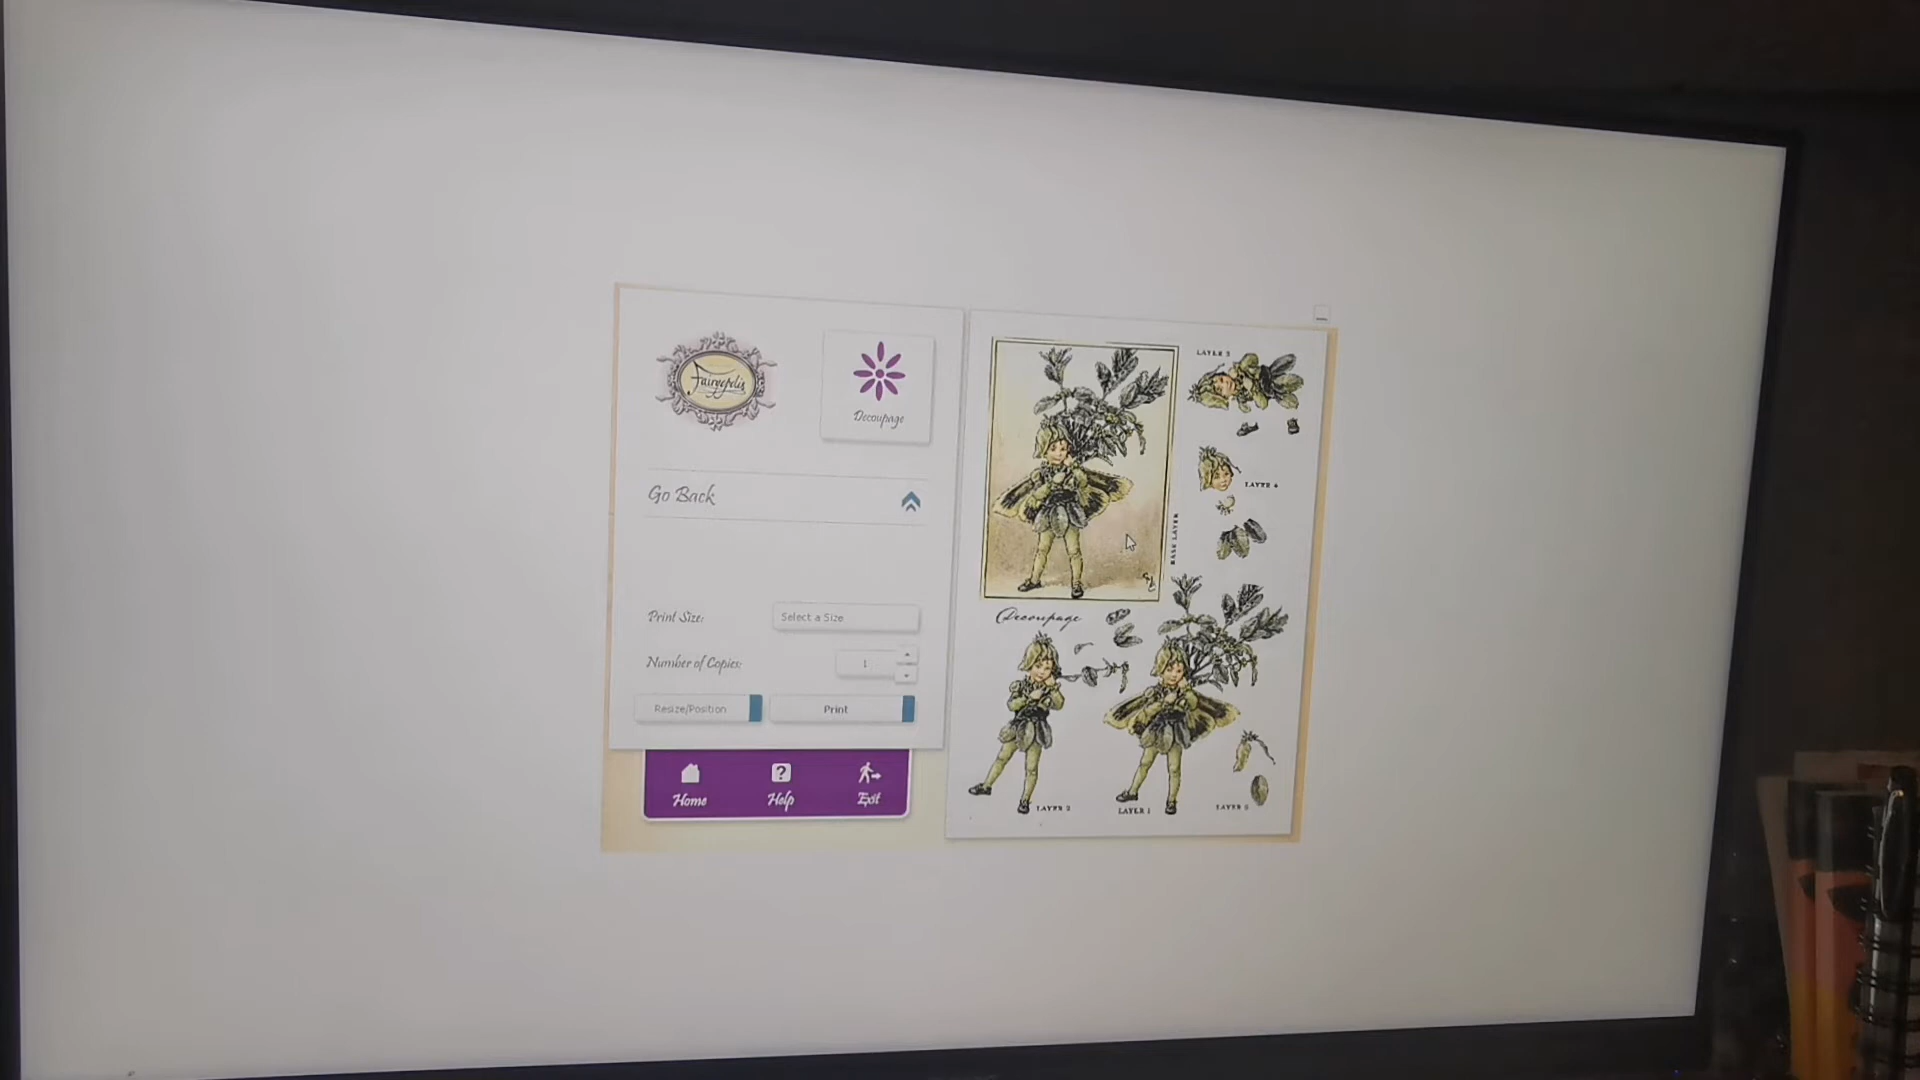 Fairyopolis
Decoupage
Go Back
Print Size:
Select a Size
Number of Copies:
1
Resize/Position
Print
Home
Help
Exit
LAYER 3
LAYER 4
BASE LAYER
Decoupage
LAYER 2
LAYER 1
LAYER 5